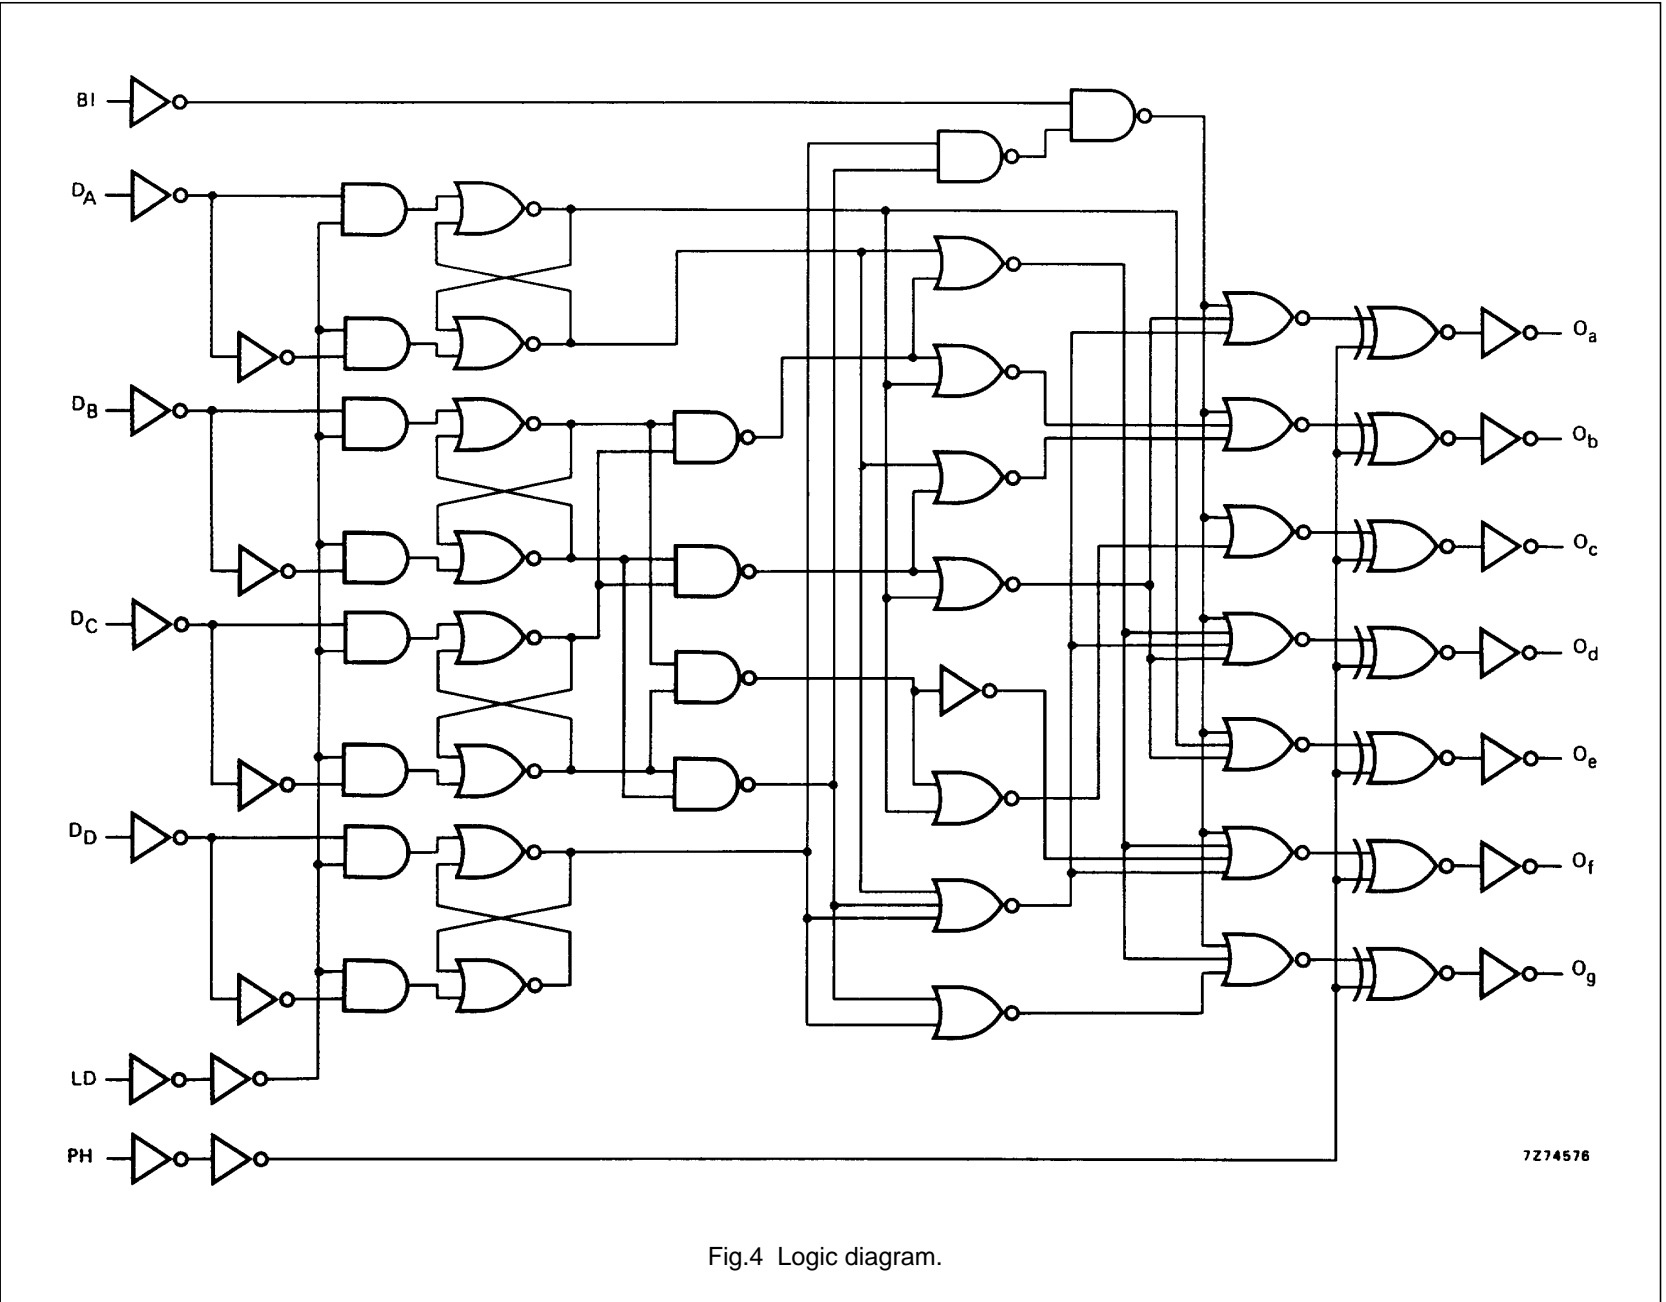 BI
DA
DB
DC
DD
LD
PH
Oa
Ob
Oc
Od
Oe
Of
Og
7Z74576
Fig.4 Logic diagram.